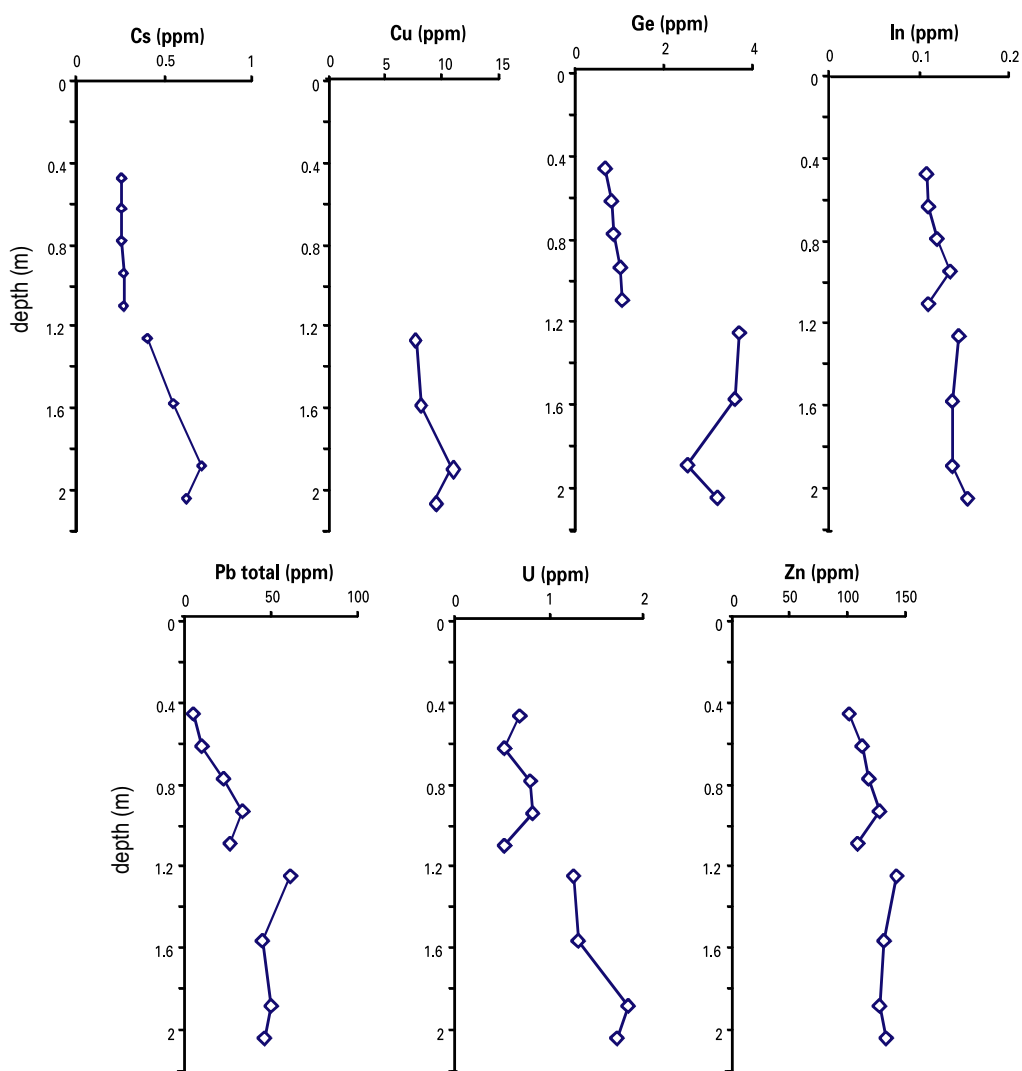 Cs (ppm)
Cu (ppm)
Ge (ppm)
In (ppm)
0 0.5 1
0 5 10 15
0 2 4
0 0.1 0.2
0 0 0 0
0.4 0.4 0.4 0.4
0.8 0.8 0.8 0.8
1.2 1.2 1.2 1.2
1.6 1.6 1.6 1.6
2 2 2 2
depth (m)
Pb total (ppm)
U (ppm)
Zn (ppm)
0 50 100
0 1 2
0 50 100 150
0 0 0
0.4 0.4 0.4
0.8 0.8 0.8
1.2 1.2 1.2
1.6 1.6 1.6
2 2 2
depth (m)